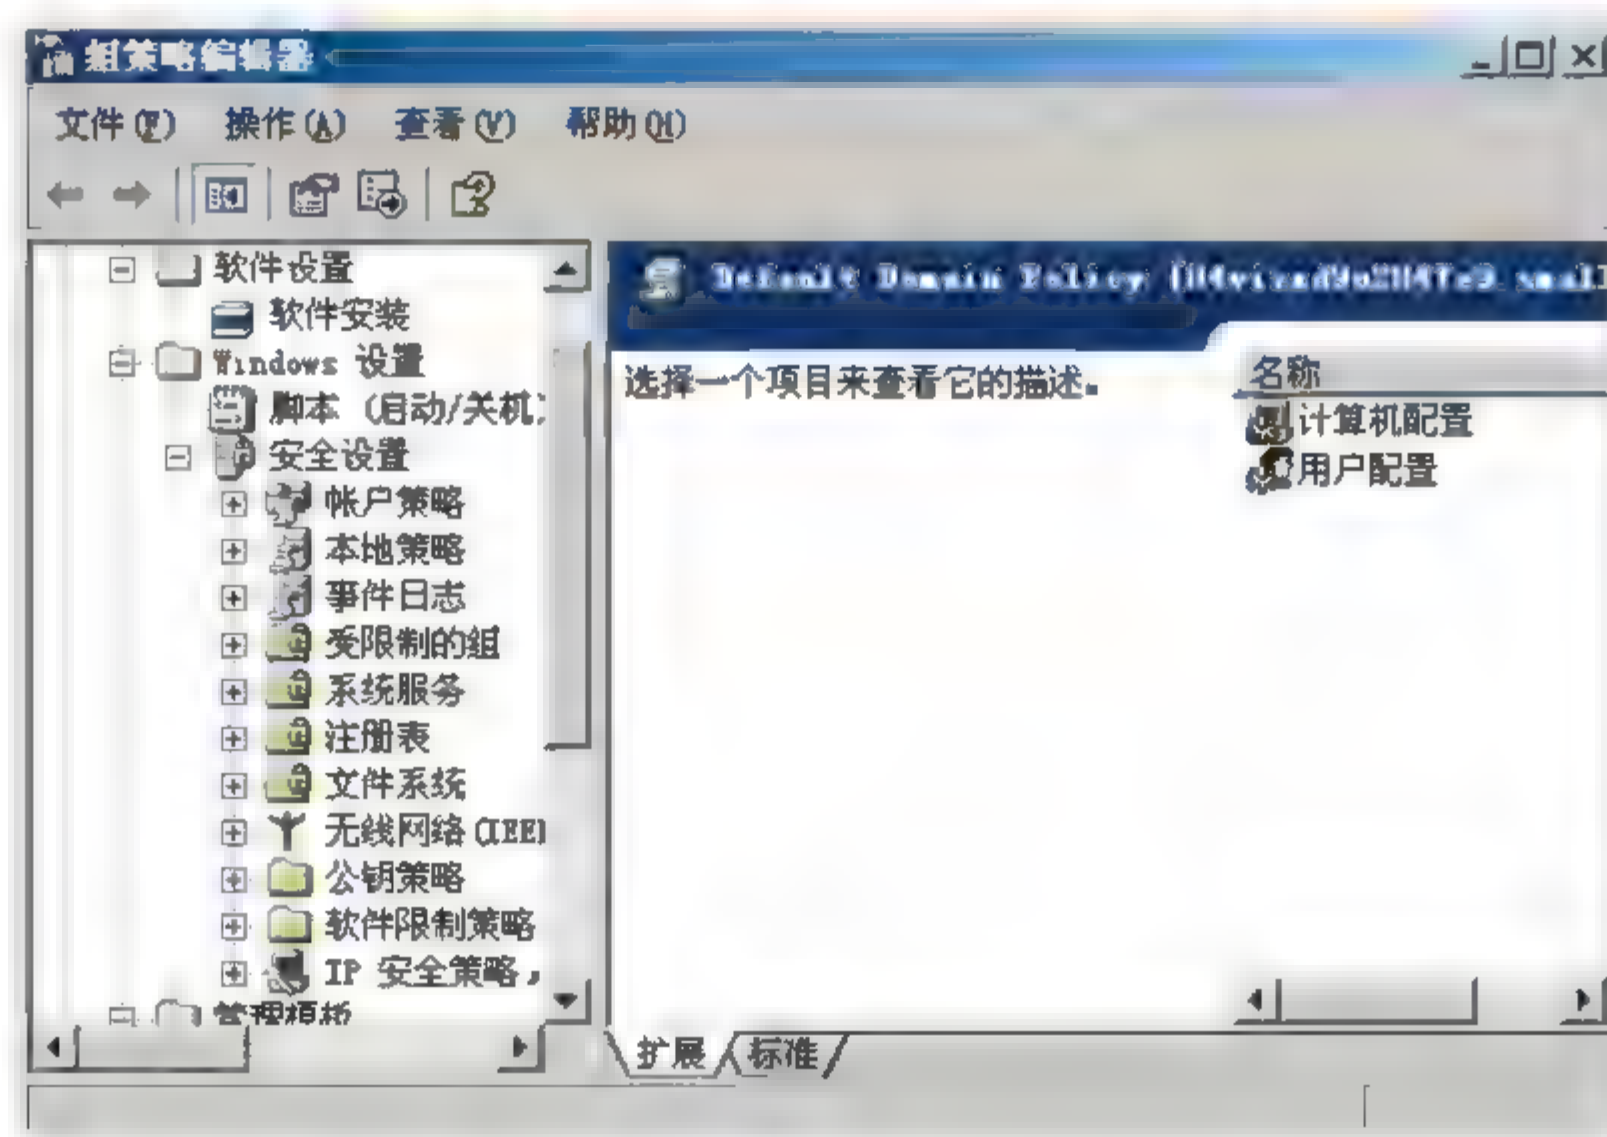 组策略编辑器
文件(F) 操作(A) 查看(V) 帮助(H)
软件设置
软件安装
Windows 设置
脚本 (启动/关机)
安全设置
帐户策略
本地策略
事件日志
受限制的组
系统服务
注册表
文件系统
无线网络 (IEE
公钥策略
软件限制策略
IP 安全策略，
管理模板
Default Domain Policy
选择一个项目来查看它的描述。
名称
计算机配置
用户配置
扩展 标准